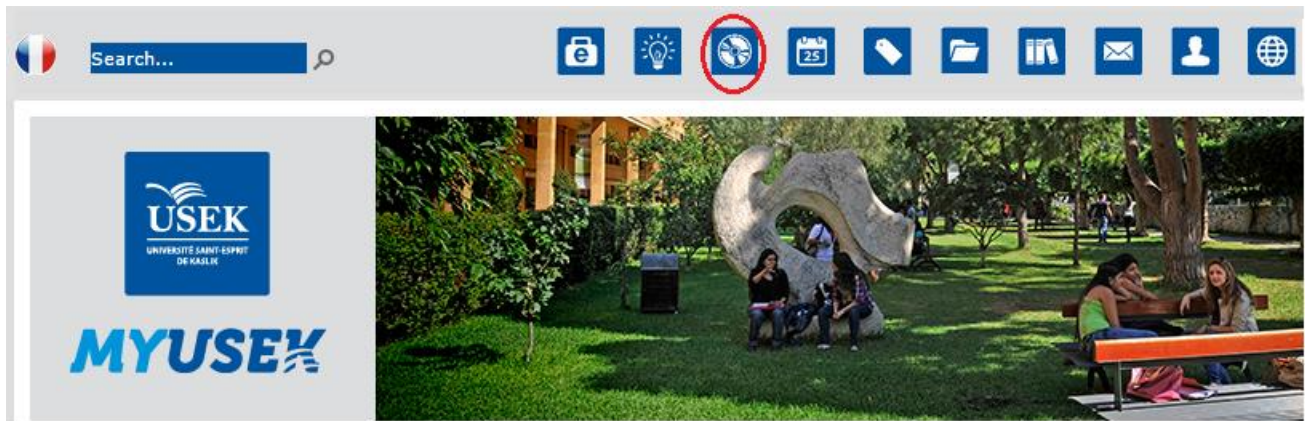 Search...
e
25
USEK
UNIVERSITÉ SAINT-ESPRIT
DE KASLIK
MYUSEK